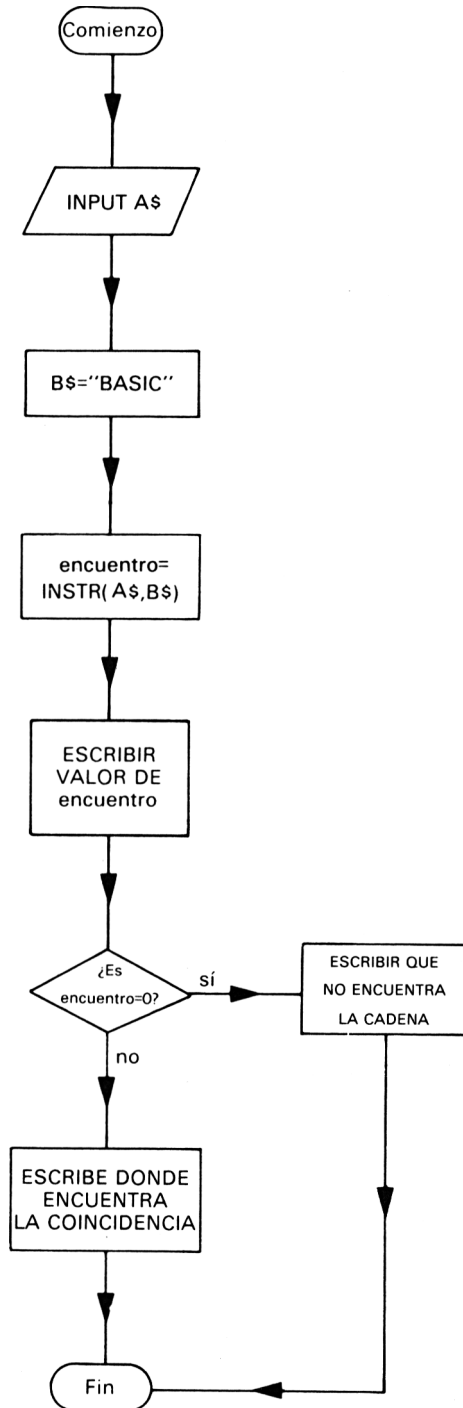 Comienzo
INPUT A$
B$="BASIC"
encuentro=
INSTR(A$,B$)
ESCRIBIR
VALOR DE
encuentro
¿Es
encuentro=0?
sí
ESCRIBIR QUE
NO ENCUENTRA
LA CADENA
no
ESCRIBE DONDE
ENCUENTRA
LA COINCIDENCIA
Fin